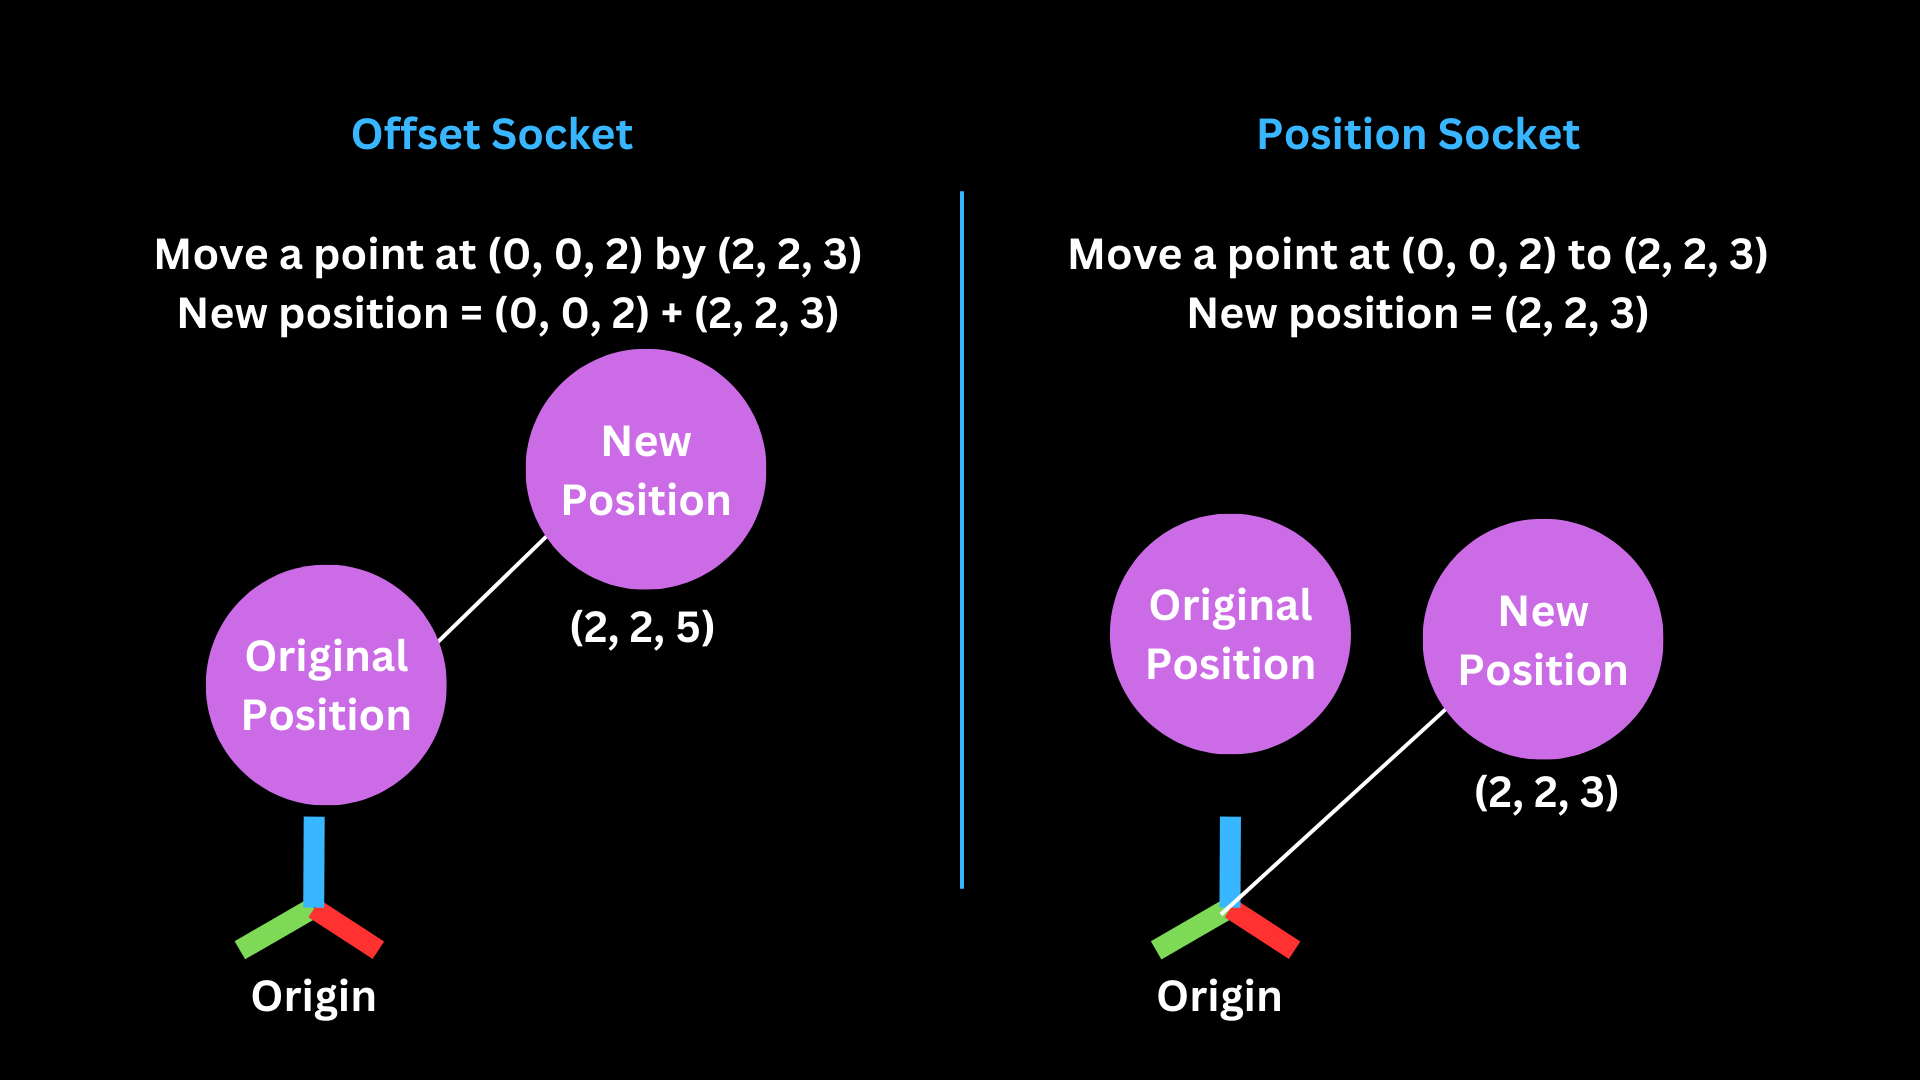 Offset Socket
Move a point at (0, 0, 2) by (2, 2, 3)
New position = (0, 0, 2) + (2, 2, 3)
New
Position
(2, 2, 5)
Original
Position
Origin
Position Socket
Move a point at (0, 0, 2) to (2, 2, 3)
New position = (2, 2, 3)
Original
Position
New
Position
(2, 2, 3)
Origin